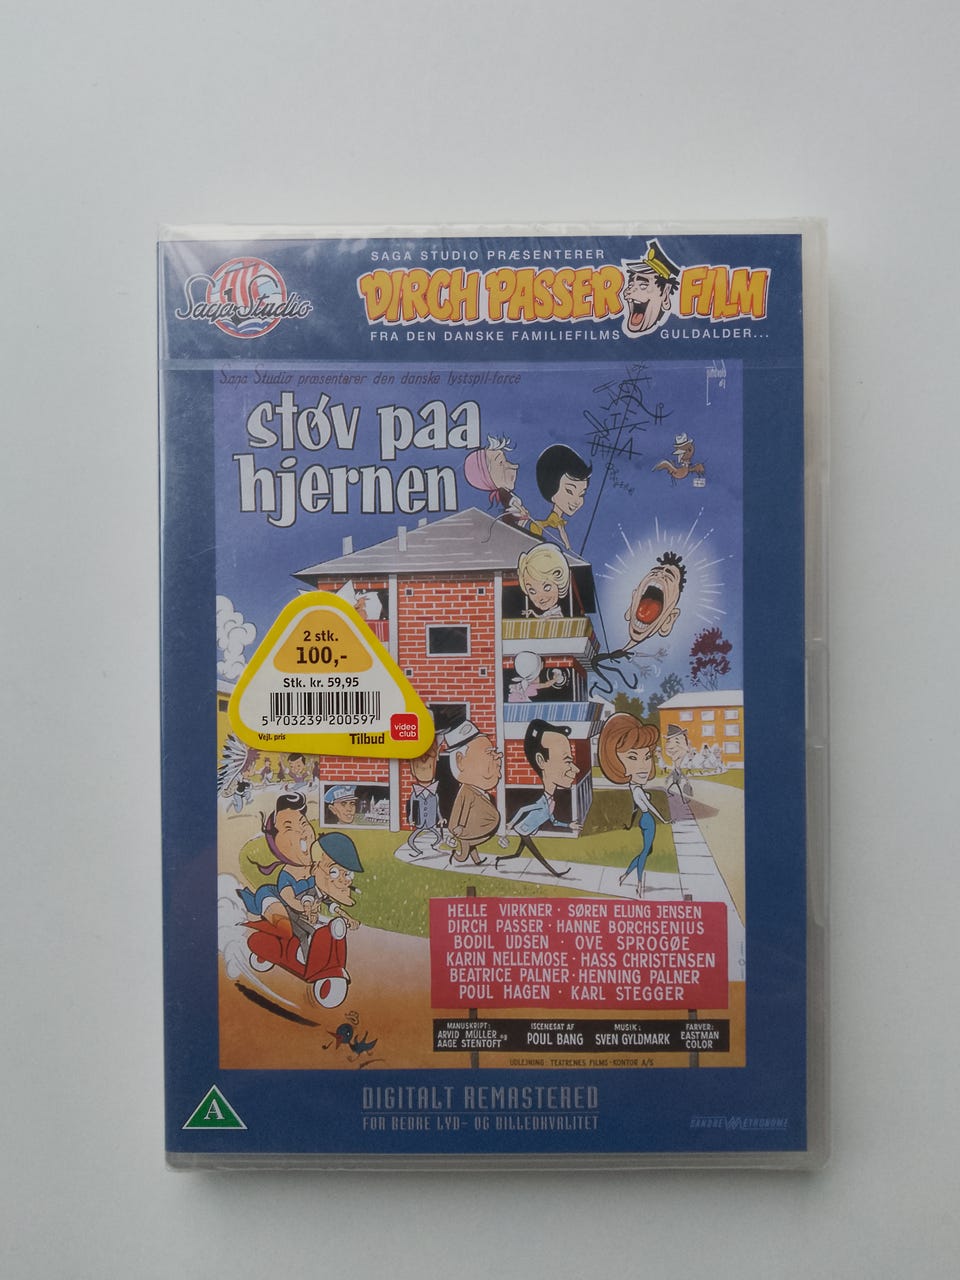 SAGA STUDIO PRÆSENTERER
Saga Studio
DIRCH PASSER FILM
FRA DEN DANSKE FAMILIEFILMS GULDALDER...
Saga Studio præsenterer den danske lystspil-force
støv paa
hjernen
2 stk.
100,-
Stk. kr. 59,95
5 703239 200597
Vejl. pris
Tilbud
video
club
HELLE VIRKNER · SØREN ELUNG JENSEN
DIRCH PASSER · HANNE BORCHSENIUS
BODIL UDSEN · OVE SPROGØE
KARIN NELLEMOSE · HASS CHRISTENSEN
BEATRICE PALNER · HENNING PALNER
POUL HAGEN · KARL STEGGER
MANUSKRIPT:
ARVID MÜLLER og
AAGE STENTOFT
ISCENESAT AF
POUL BANG
MUSIK:
SVEN GYLDMARK
FARVER:
EASTMAN
COLOR
UDLEJNING: TEATRENES FILMS-KONTOR A/S
A
DIGITALT REMASTERED
FOR BEDRE LYD- OG BILLEDKVALITET
SANDREW METRONOME